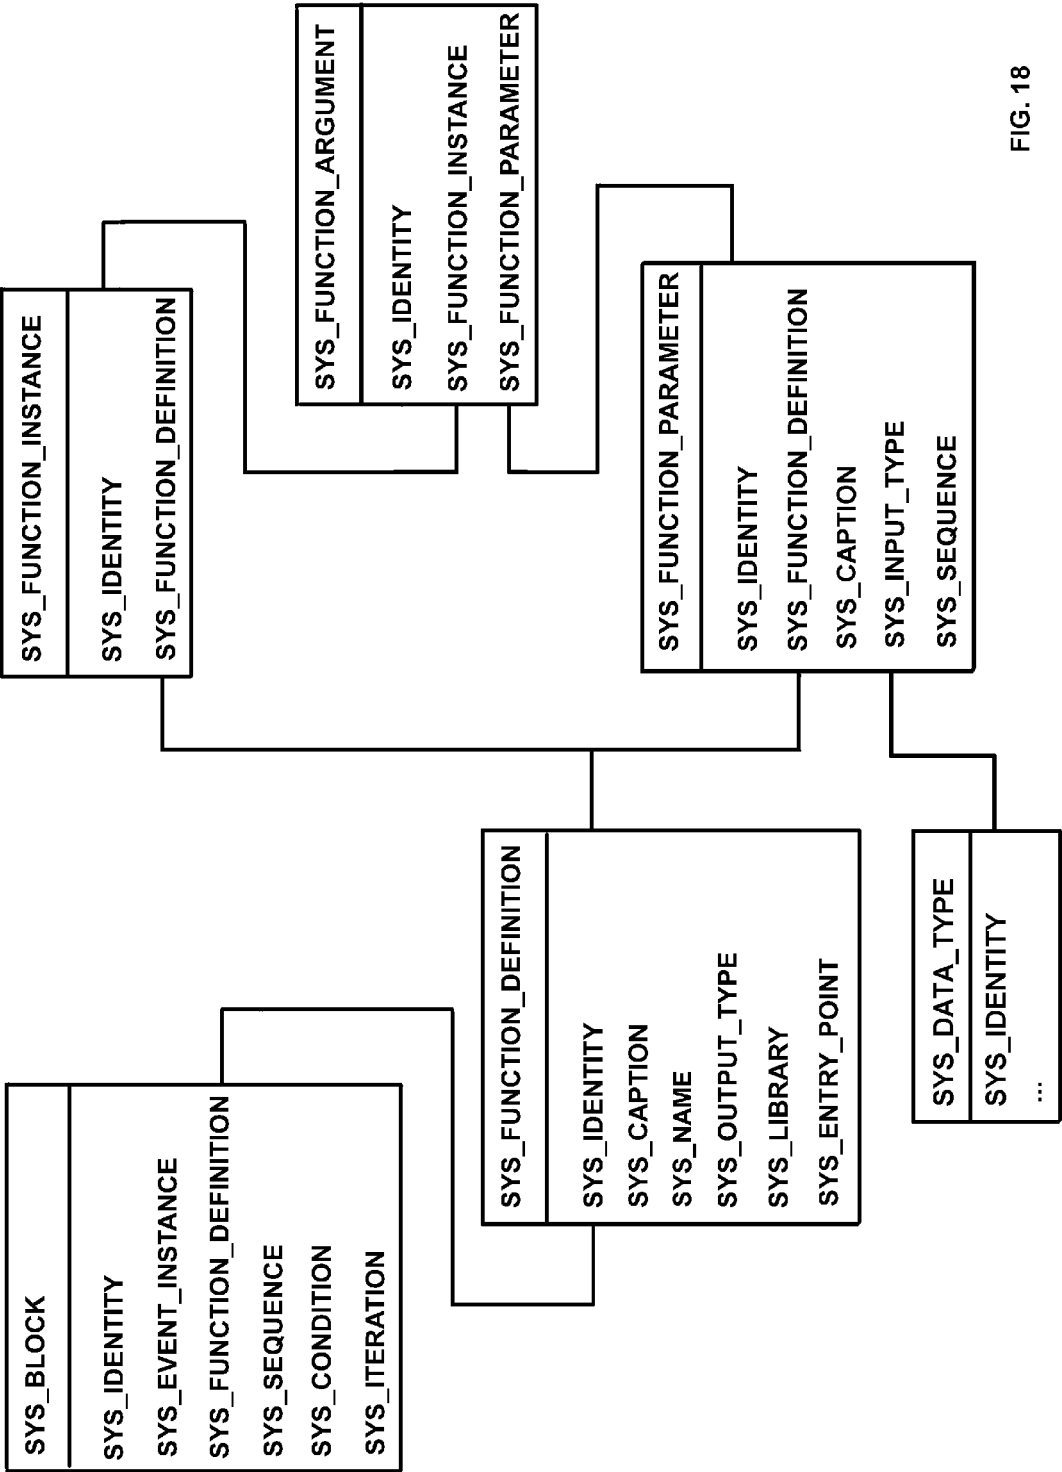 SYS_BLOCK
SYS_IDENTITY
SYS_EVENT_INSTANCE
SYS_FUNCTION_DEFINITION
SYS_SEQUENCE
SYS_CONDITION
SYS_ITERATION
SYS_FUNCTION_DEFINITION
SYS_IDENTITY
SYS_CAPTION
SYS_NAME
SYS_OUTPUT_TYPE
SYS_LIBRARY
SYS_ENTRY_POINT
SYS_DATA_TYPE
SYS_IDENTITY
...
SYS_FUNCTION_INSTANCE
SYS_IDENTITY
SYS_FUNCTION_DEFINITION
SYS_FUNCTION_PARAMETER
SYS_IDENTITY
SYS_FUNCTION_DEFINITION
SYS_CAPTION
SYS_INPUT_TYPE
SYS_SEQUENCE
SYS_FUNCTION_ARGUMENT
SYS_IDENTITY
SYS_FUNCTION_INSTANCE
SYS_FUNCTION_PARAMETER
FIG. 18